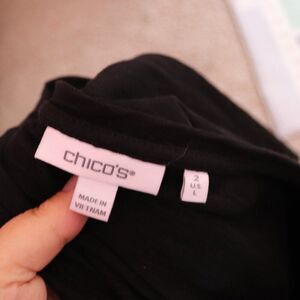 chico's®
MADE IN
VIETNAM
2
U.S.
L